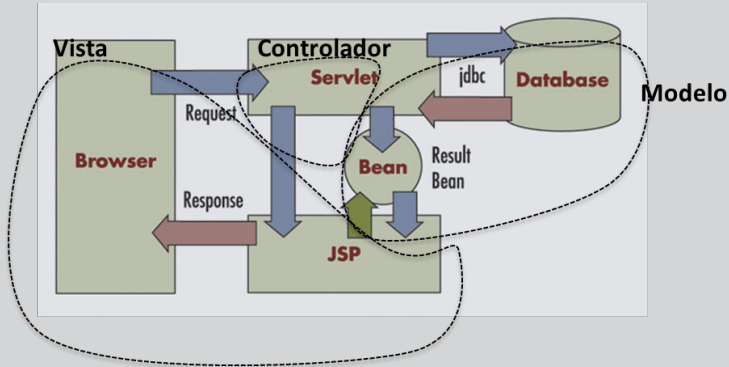 Vista
Controlador
Servlet
jdbc
Database
Modelo
Request
Browser
Bean
Result
Bean
Response
JSP